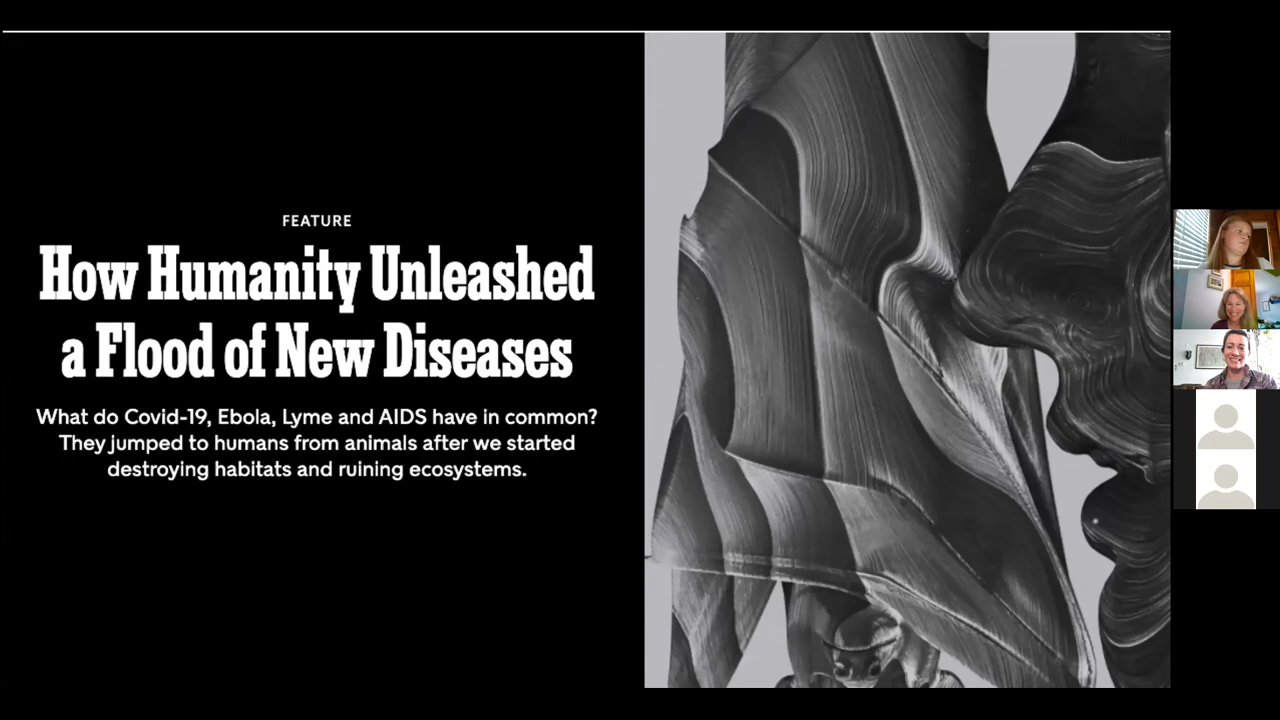 FEATURE
How Humanity Unleashed
a Flood of New Diseases
What do Covid-19, Ebola, Lyme and AIDS have in common?
They jumped to humans from animals after we started
destroying habitats and ruining ecosystems.